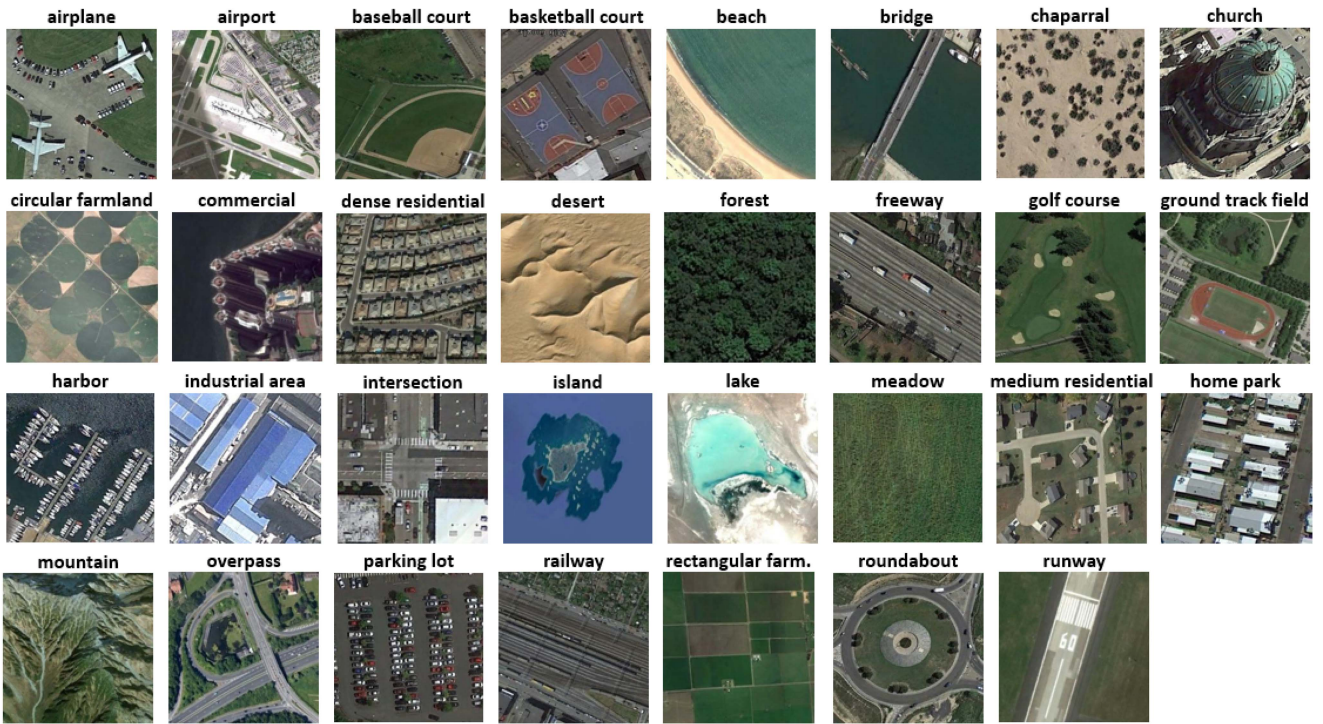 airplane airport baseball court basketball court beach bridge chaparral church
circular farmland commercial dense residential desert forest freeway golf course ground track field
harbor industrial area intersection island lake meadow medium residential home park
mountain overpass parking lot railway rectangular farm. roundabout runway